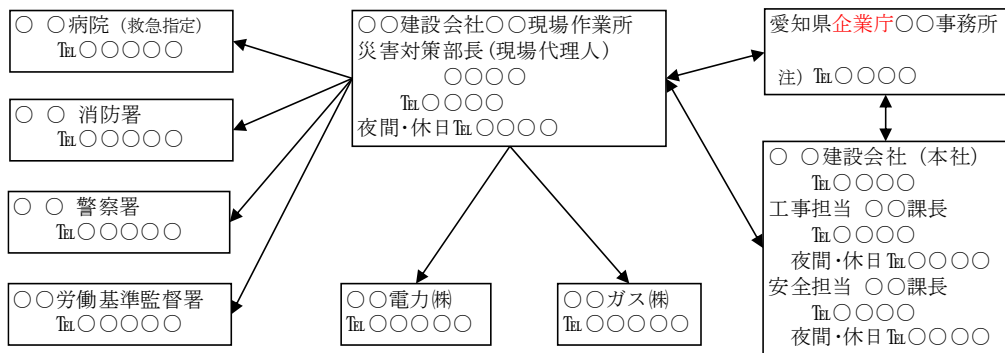 ○ ○病院（救急指定）
℡○○○○○
○ ○ 消防署
℡○○○○○
○ ○ 警察署
℡○○○○○
○○労働基準監督署
℡○○○○○
○○建設会社○○現場作業所
災害対策部長(現場代理人)
○○○○
℡○○○○
夜間･休日℡○○○○
○○電力㈱
℡○○○○○
○○ガス㈱
℡○○○○○
愛知県企業庁○○事務所
注）℡○○○○
○ ○建設会社（本社）
℡○○○○
工事担当 ○○課長
℡○○○○
夜間･休日℡○○○○
安全担当 ○○課長
℡○○○○
夜間･休日℡○○○○